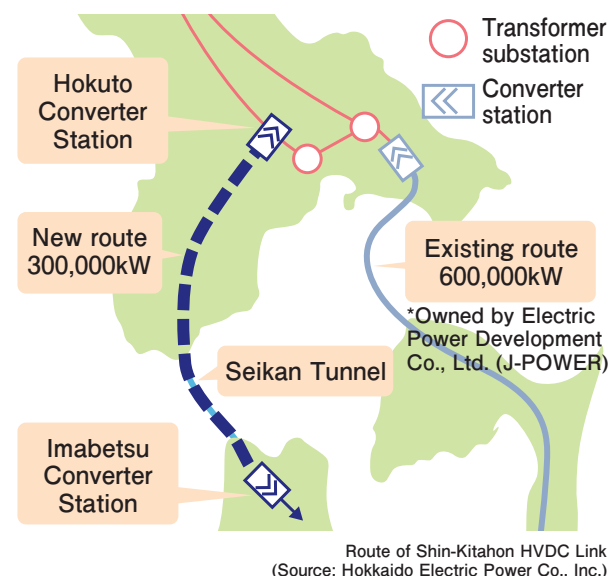 Transformer
substation
Converter
station
Hokuto
Converter
Station
New route
300,000kW
Existing route
600,000kW
*Owned by Electric
Power Development
Co., Ltd. (J-POWER)
Seikan Tunnel
Imabetsu
Converter
Station
Route of Shin-Kitahon HVDC Link
(Source: Hokkaido Electric Power Co., Inc.)